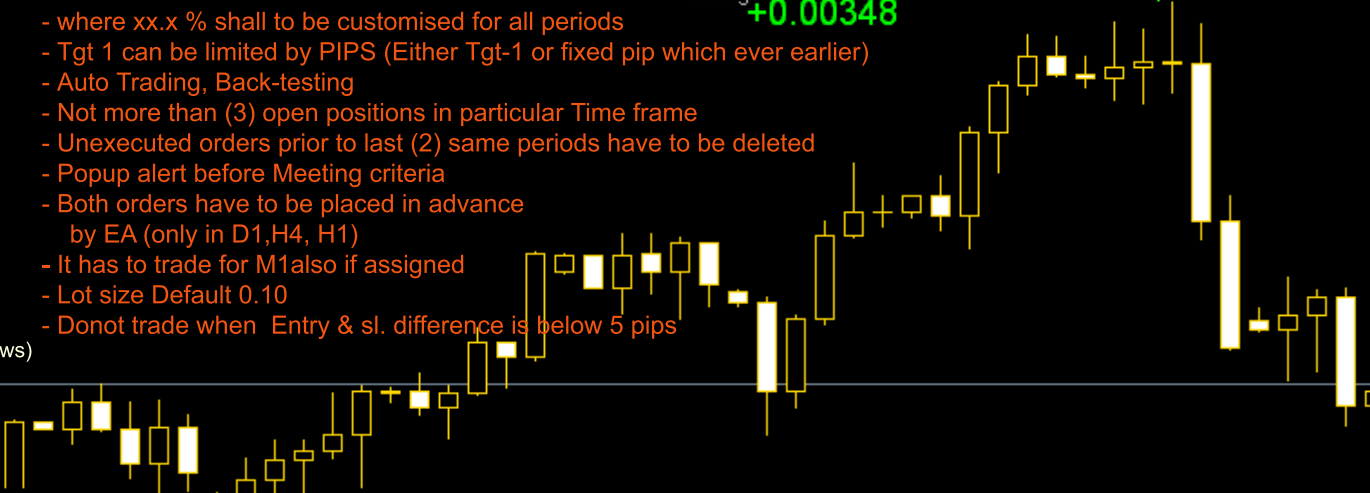 +0.00348
- where xx.x % shall to be customised for all periods
- Tgt 1 can be limited by PIPS (Either Tgt-1 or fixed pip which ever earlier)
- Auto Trading, Back-testing
- Not more than (3) open positions in particular Time frame
- Unexecuted orders prior to last (2) same periods have to be deleted
- Popup alert before Meeting criteria
- Both orders have to be placed in advance
by EA (only in D1,H4, H1)
- It has to trade for M1also if assigned
- Lot size Default 0.10
- Donot trade when  Entry & sl. difference is below 5 pips
ws)